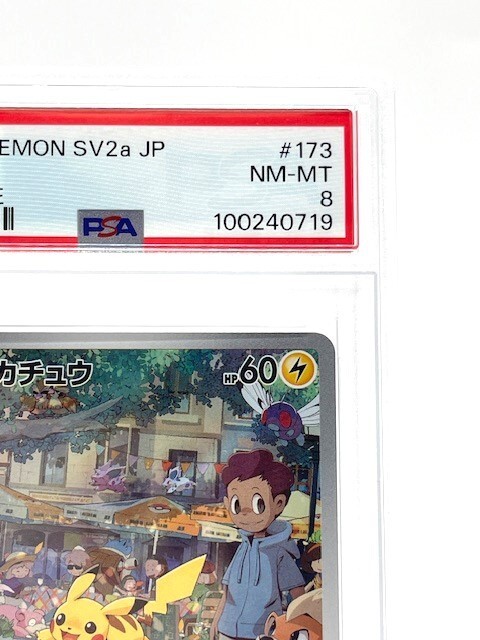 EMON SV2a JP #173
NM-MT
8
PSA 100240719
カチュウ HP60